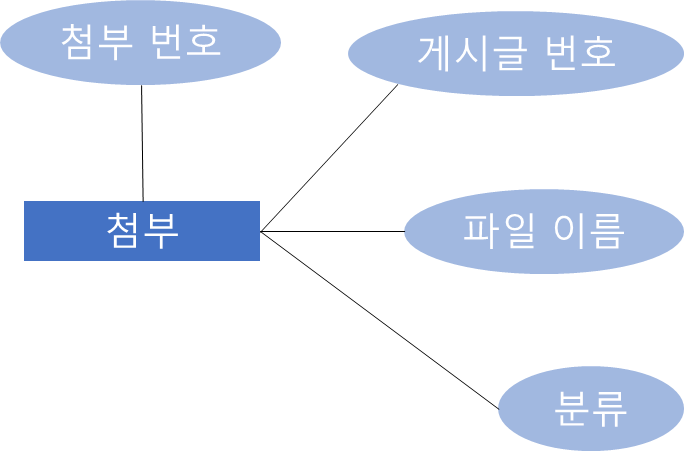 첨부 번호
게시글 번호
첨부
파일 이름
분류